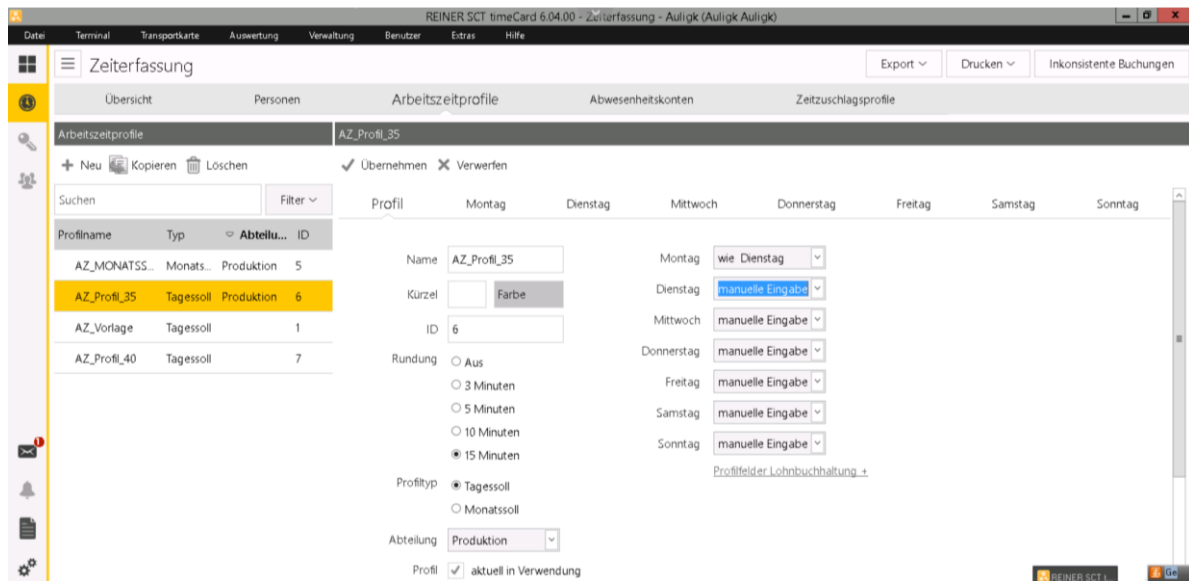 REINER SCT timeCard 6.04.00 - Zeiterfassung - Auligk (Auligk Auligk)
Datei Terminal Transportkarte Auswertung Verwaltung Benutzer Extras Hilfe
Zeiterfassung Export Drucken Inkonsistente Buchungen
Übersicht Personen Arbeitszeitprofile Abwesenheitskonten Zeitzuschlagsprofile
Arbeitszeitprofile AZ_Profil_35
Neu Kopieren Löschen Übernehmen Verwerfen
Suchen Filter Profil Montag Dienstag Mittwoch Donnerstag Freitag Samstag Sonntag
Profilname Typ Abteilu... ID
AZ_MONATSS... Monats... Produktion 5
AZ_Profil_35 Tagessoll Produktion 6
AZ_Vorlage Tagessoll 1
AZ_Profil_40 Tagessoll 7
Name AZ_Profil_35
Kürzel Farbe
ID 6
Rundung Aus
3 Minuten
5 Minuten
10 Minuten
15 Minuten
Profiltyp Tagessoll
Monatssoll
Abteilung Produktion
Profil aktuell in Verwendung
Montag wie Dienstag
Dienstag manuelle Eingabe
Mittwoch manuelle Eingabe
Donnerstag manuelle Eingabe
Freitag manuelle Eingabe
Samstag manuelle Eingabe
Sonntag manuelle Eingabe
Profilfelder Lohnbuchhaltung +
1
REINER SCT t...
Ge